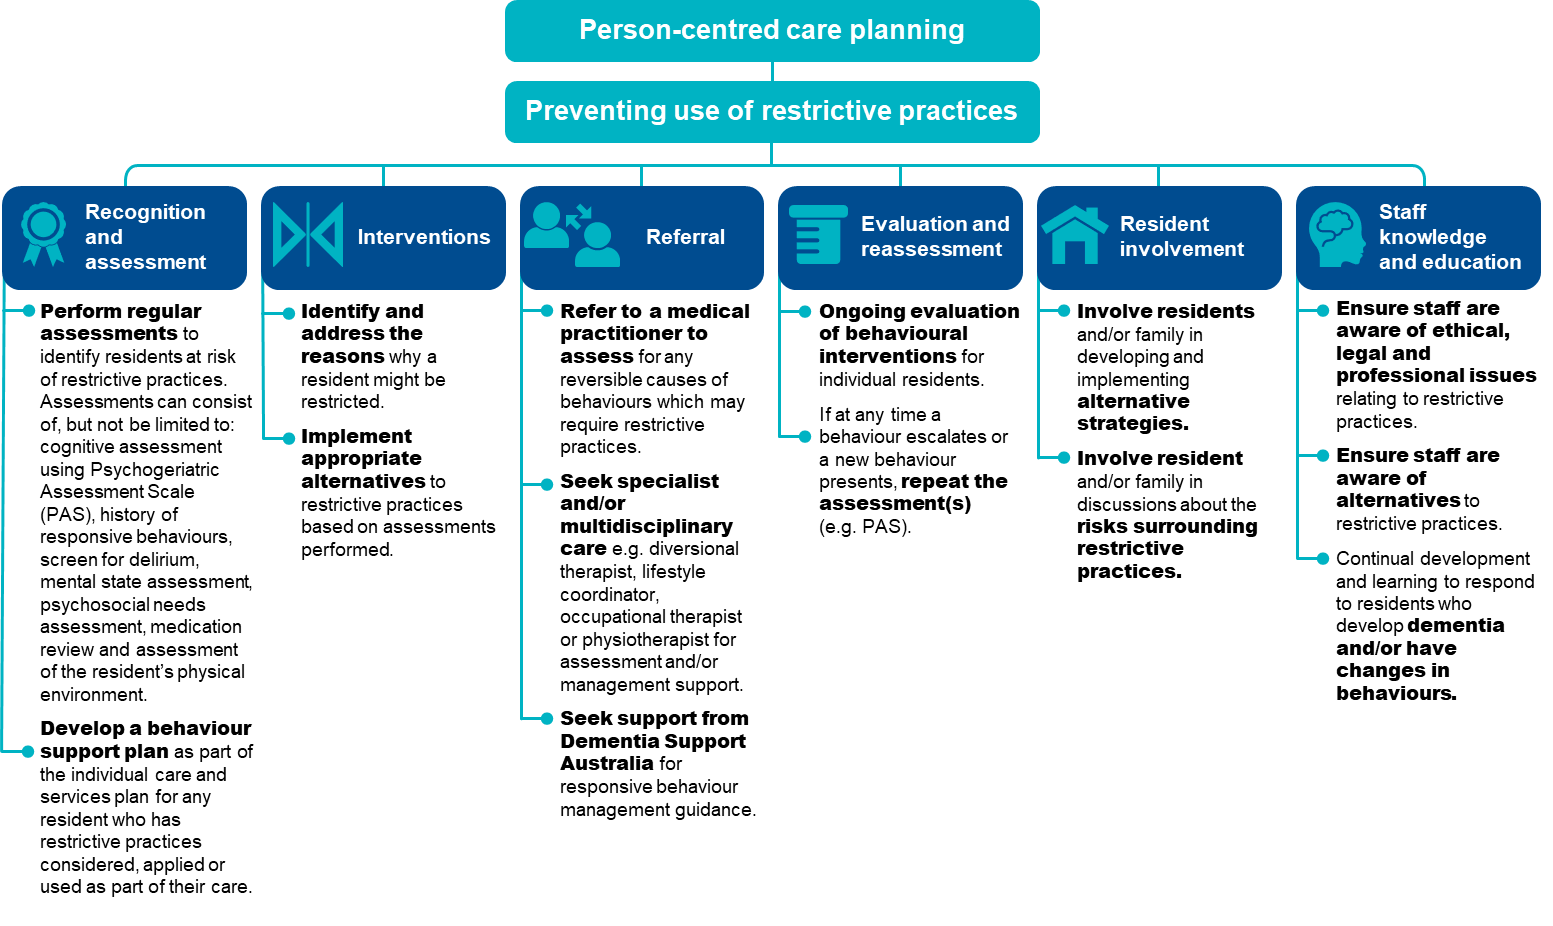 Person-centred care planning
Preventing use of restrictive practices
Recognition
and
assessment
Perform regular
assessments to
identify residents at risk
of restrictive practices.
Assessments can consist
of, but not be limited to:
cognitive assessment
using Psychogeriatric
Assessment Scale
(PAS), history of
responsive behaviours,
screen for delirium,
mental state assessment,
psychosocial needs
assessment, medication
review and assessment
of the resident's physical
environment.
Develop a behaviour
support plan as part of
the individual care and
services plan for any
resident who has
restrictive practices
considered, applied or
used as part of their care.
Interventions
Identify and
address the
reasons why a
resident might be
restricted.
Implement
appropriate
alternatives to
restrictive practices
based on assessments
performed.
Referral
Refer to a medical
practitioner to
assess for any
reversible causes of
behaviours which may
require restrictive
practices.
Seek specialist
and/or
multidisciplinary
care e.g. diversional
therapist, lifestyle
coordinator,
occupational therapist
or physiotherapist for
assessment and/or
management support.
Seek support from
Dementia Support
Australia for
responsive behaviour
management guidance.
Evaluation and
reassessment
Ongoing evaluation
of behavioural
interventions for
individual residents.
If at any time a
behaviour escalates or
a new behaviour
presents, repeat the
assessment(s)
(e.g. PAS).
Resident
involvement
Involve residents
and/or family in
developing and
implementing
alternative
strategies.
Involve resident
and/or family in
discussions about the
risks surrounding
restrictive
practices.
Staff
knowledge
and education
Ensure staff are
aware of ethical,
legal and
professional issues
relating to restrictive
practices.
Ensure staff are
aware of
alternatives to
restrictive practices.
Continual development
and learning to respond
to residents who
develop dementia
and/or have
changes in
behaviours.